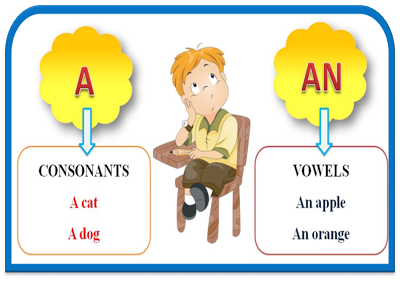 A
AN
CONSONANTS
A cat
A dog
VOWELS
An apple
An orange